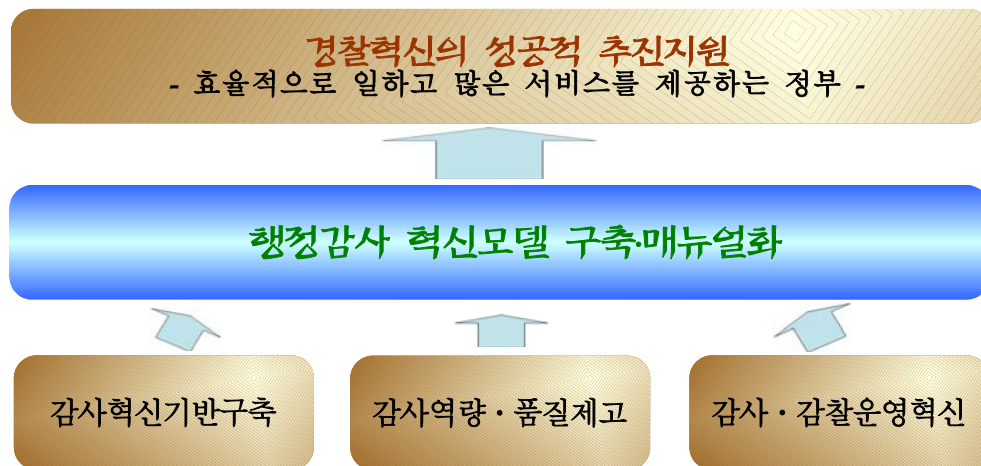 경찰혁신의 성공적 추진지원
- 효율적으로 일하고 많은 서비스를 제공하는 정부 -
행정감사 혁신모델 구축·매뉴얼화
감사혁신기반구축
감사역량·품질제고
감사·감찰운영혁신